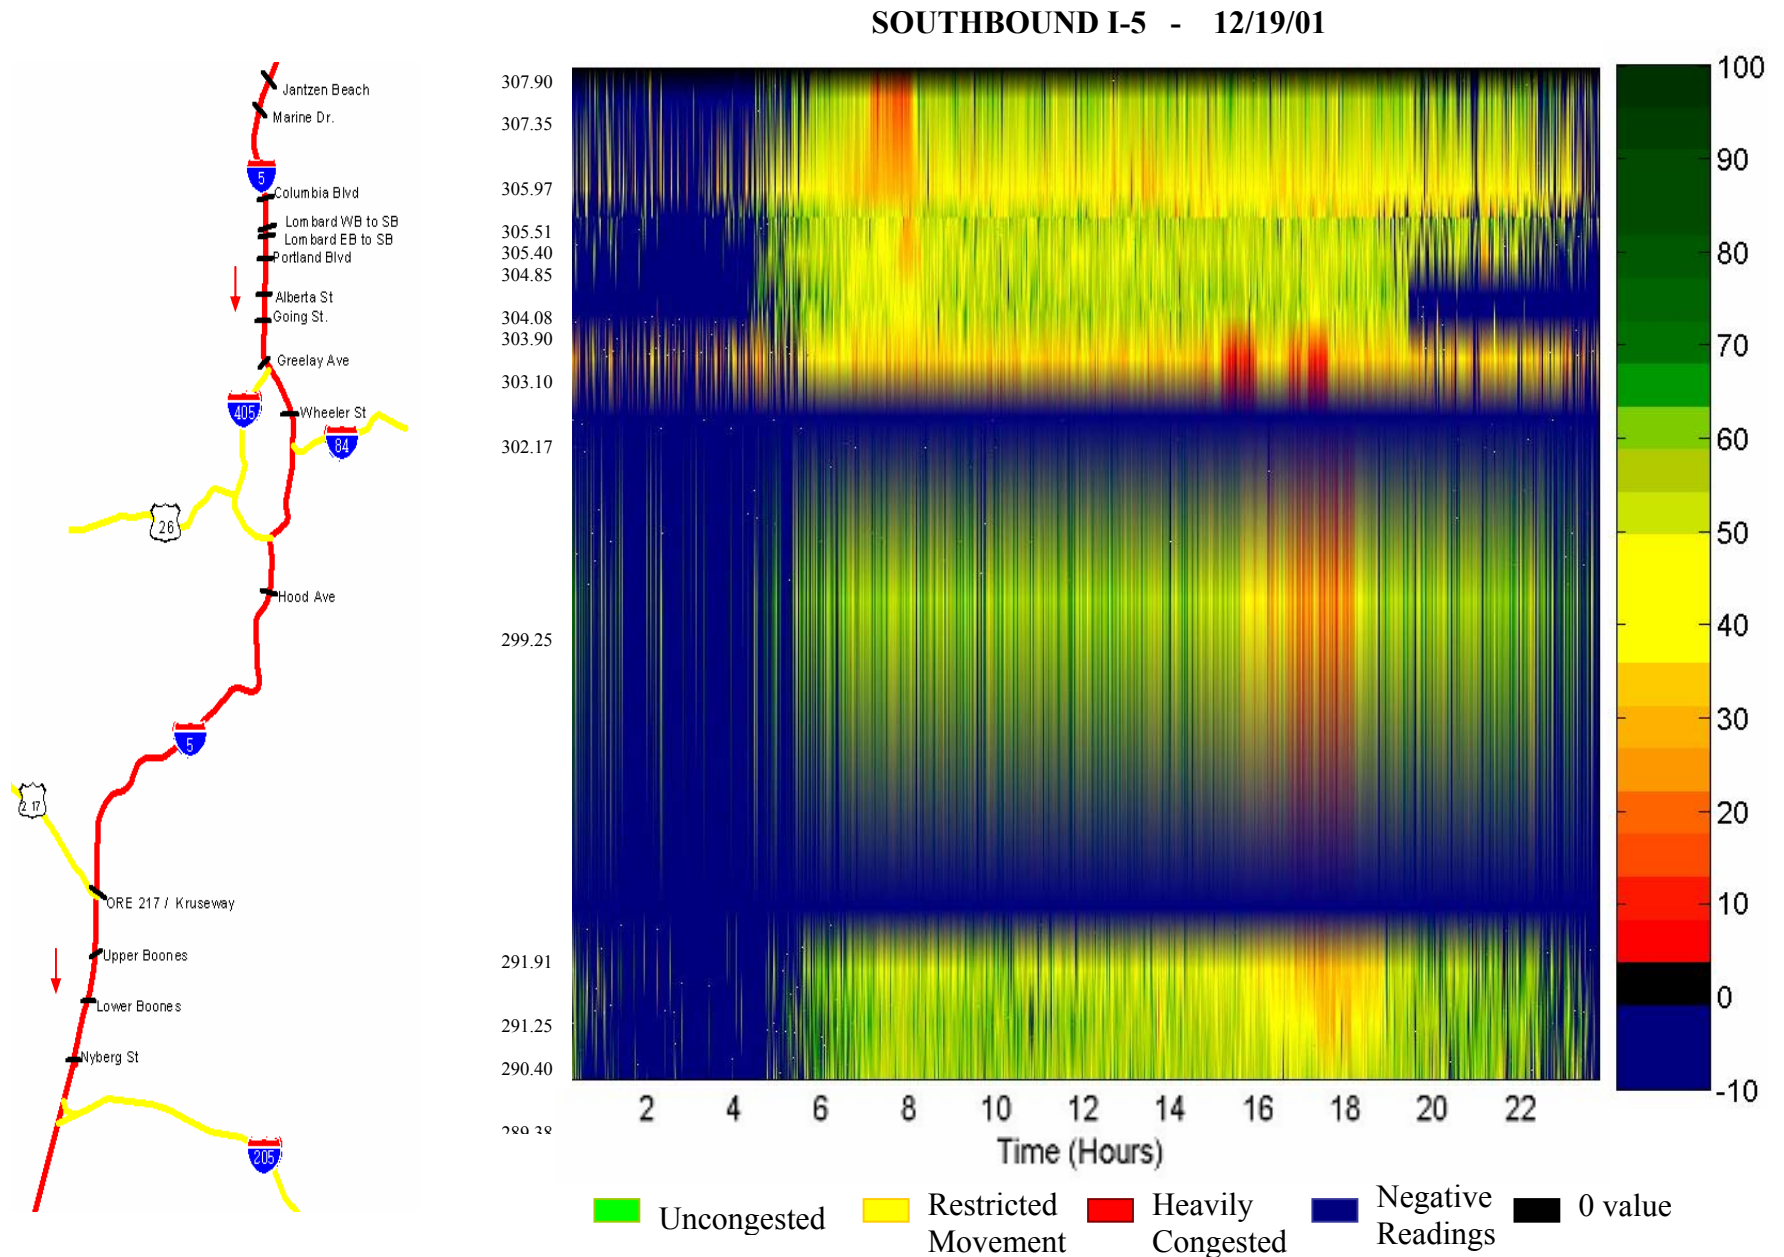 SOUTHBOUND I-5 - 12/19/01
Jantzen Beach
Marine Dr.
5
Columbia Blvd
Lombard WB to SB
Lombard EB to SB
Portland Blvd
Alberta St
Going St.
Greelay Ave
405
Wheeler St
84
26
Hood Ave
5
2 17
ORE 217 / Kruseway
Upper Boones
Lower Boones
Nyberg St
205
307.90
307.35
305.97
305.51
305.40
304.85
304.08
303.90
303.10
302.17
299.25
291.91
291.25
290.40
289.38
2 4 6 8 10 12 14 16 18 20 22
Time (Hours)
100
90
80
70
60
50
40
30
20
10
0
-10
Uncongested
Restricted
Movement
Heavily
Congested
Negative
Readings
0 value